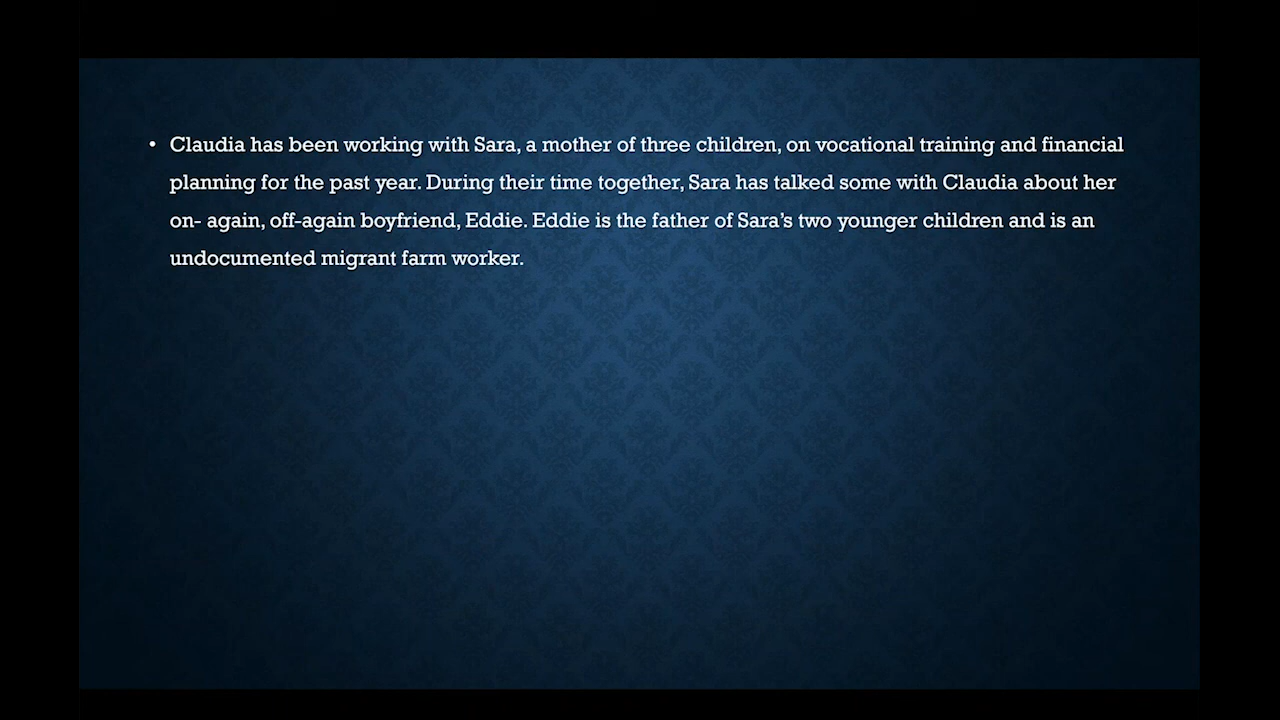 • Claudia has been working with Sara, a mother of three children, on vocational training and financial
planning for the past year. During their time together, Sara has talked some with Claudia about her
on- again, off-again boyfriend, Eddie. Eddie is the father of Sara’s two younger children and is an
undocumented migrant farm worker.